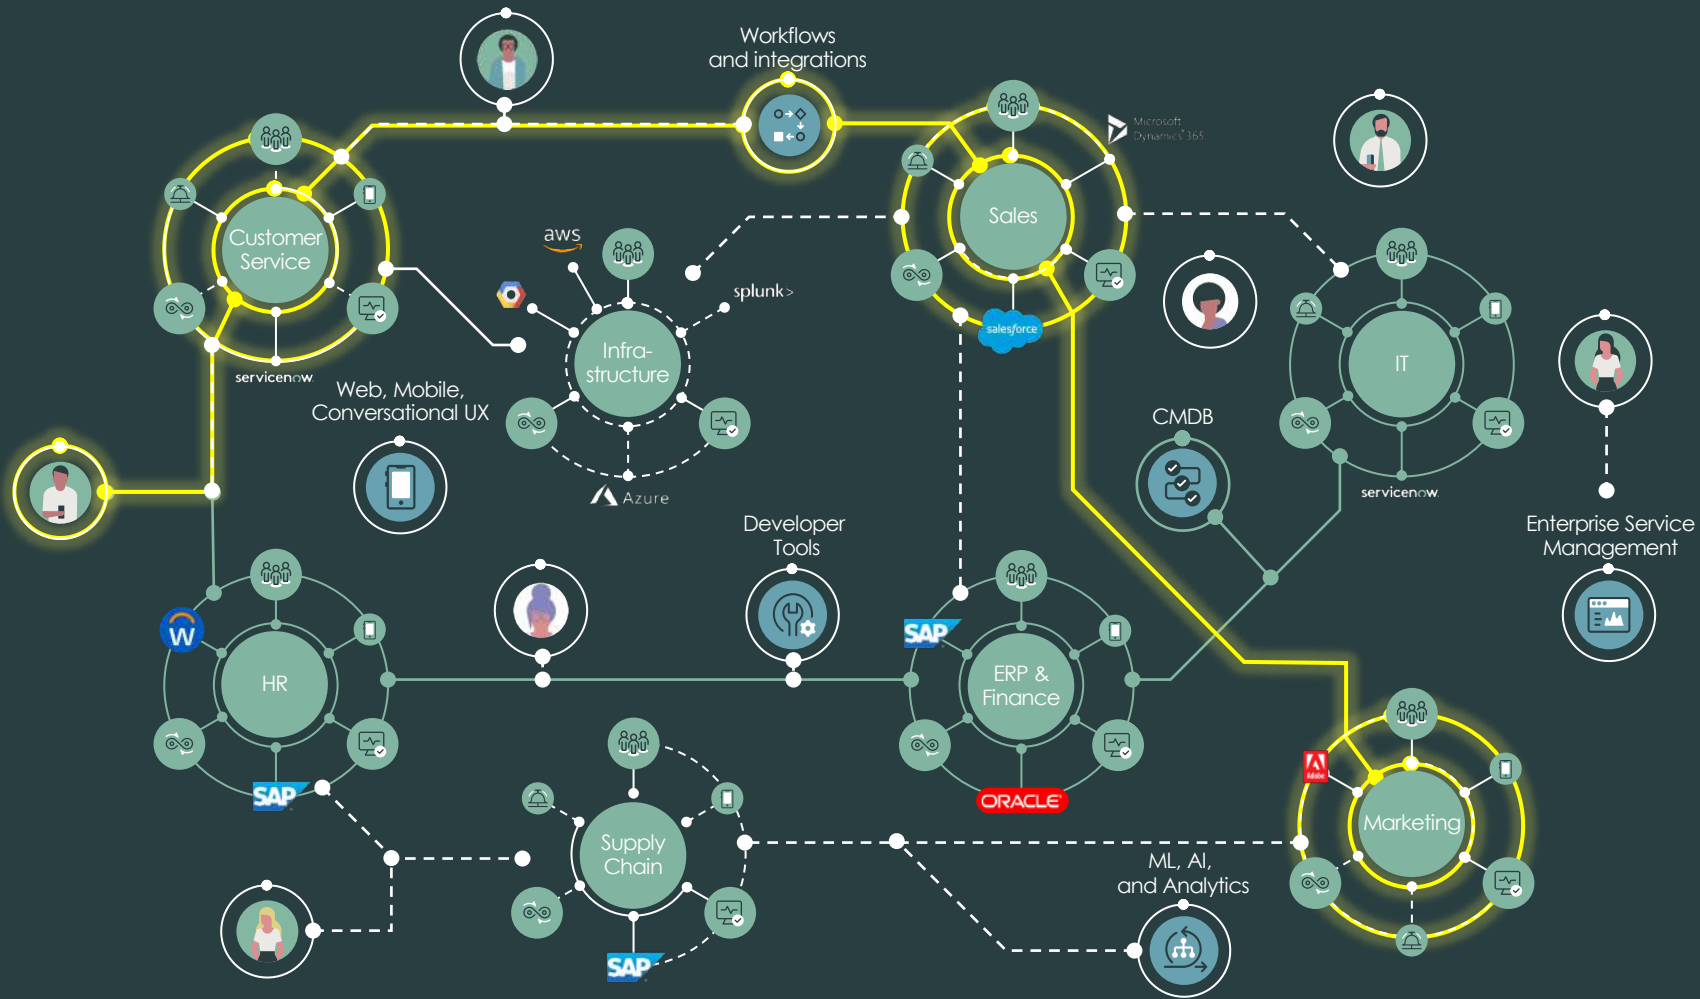 Workflows
and integrations
Microsoft
Dynamics 365
Customer
Service
Sales
aws
splunk>
salesforce
Infra-
structure
IT
servicenow
Web, Mobile,
Conversational UX
CMDB
Azure
servicenow
Developer
Tools
Enterprise Service
Management
W
SAP
HR
ERP &
Finance
Adobe
SAP
ORACLE
Supply
Chain
Marketing
ML, AI,
and Analytics
SAP